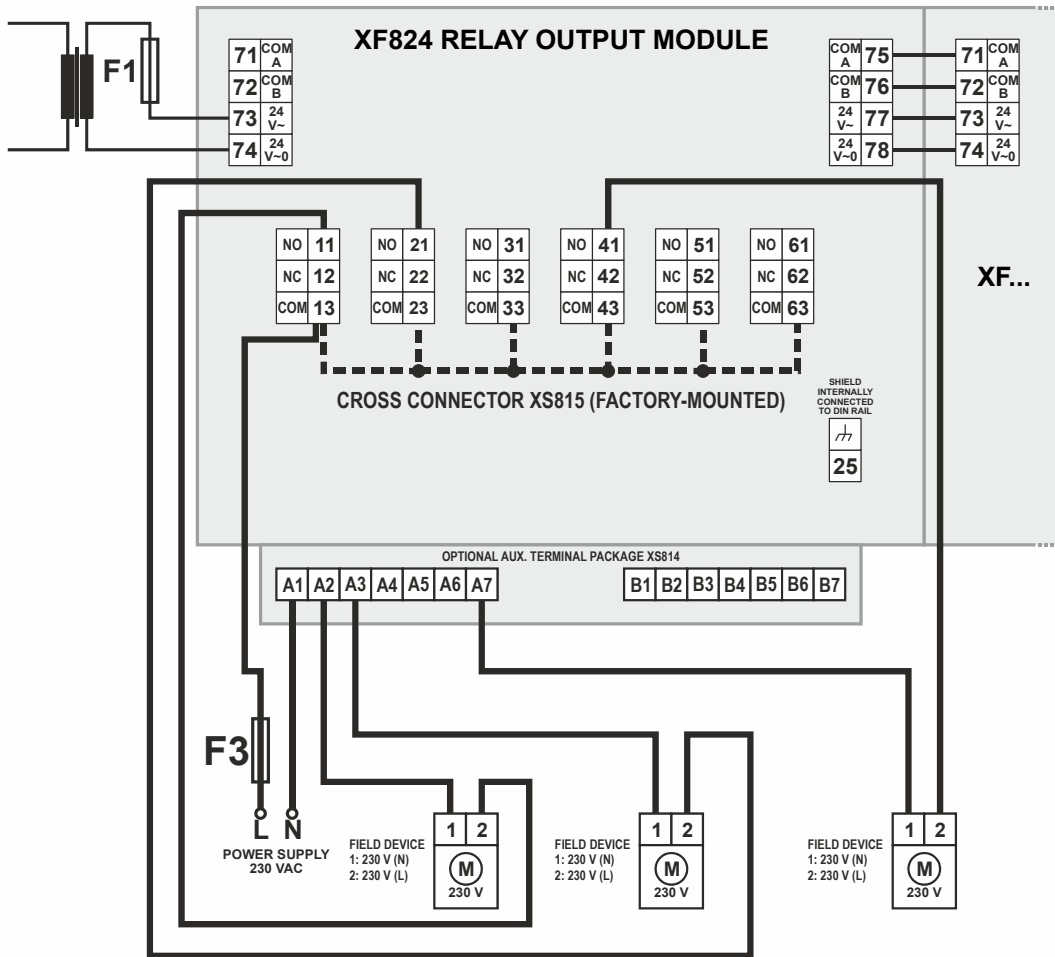 XF824 RELAY OUTPUT MODULE
F1
71 COM A
72 COM B
73 24 V~
74 24 V~0
COM A 75
COM B 76
24 V~ 77
24 V~0 78
71 COM A
72 COM B
73 24 V~
74 24 V~0
NO 11
NC 12
COM 13
NO 21
NC 22
COM 23
NO 31
NC 32
COM 33
NO 41
NC 42
COM 43
NO 51
NC 52
COM 53
NO 61
NC 62
COM 63
XF...
CROSS CONNECTOR XS815 (FACTORY-MOUNTED)
SHIELD
INTERNALLY
CONNECTED
TO DIN RAIL
25
OPTIONAL AUX. TERMINAL PACKAGE XS814
A1 A2 A3 A4 A5 A6 A7
B1 B2 B3 B4 B5 B6 B7
F3
L N
POWER SUPPLY
230 VAC
FIELD DEVICE
1: 230 V (N)
2: 230 V (L)
1 2
M
230 V
FIELD DEVICE
1: 230 V (N)
2: 230 V (L)
1 2
M
230 V
FIELD DEVICE
1: 230 V (N)
2: 230 V (L)
1 2
M
230 V